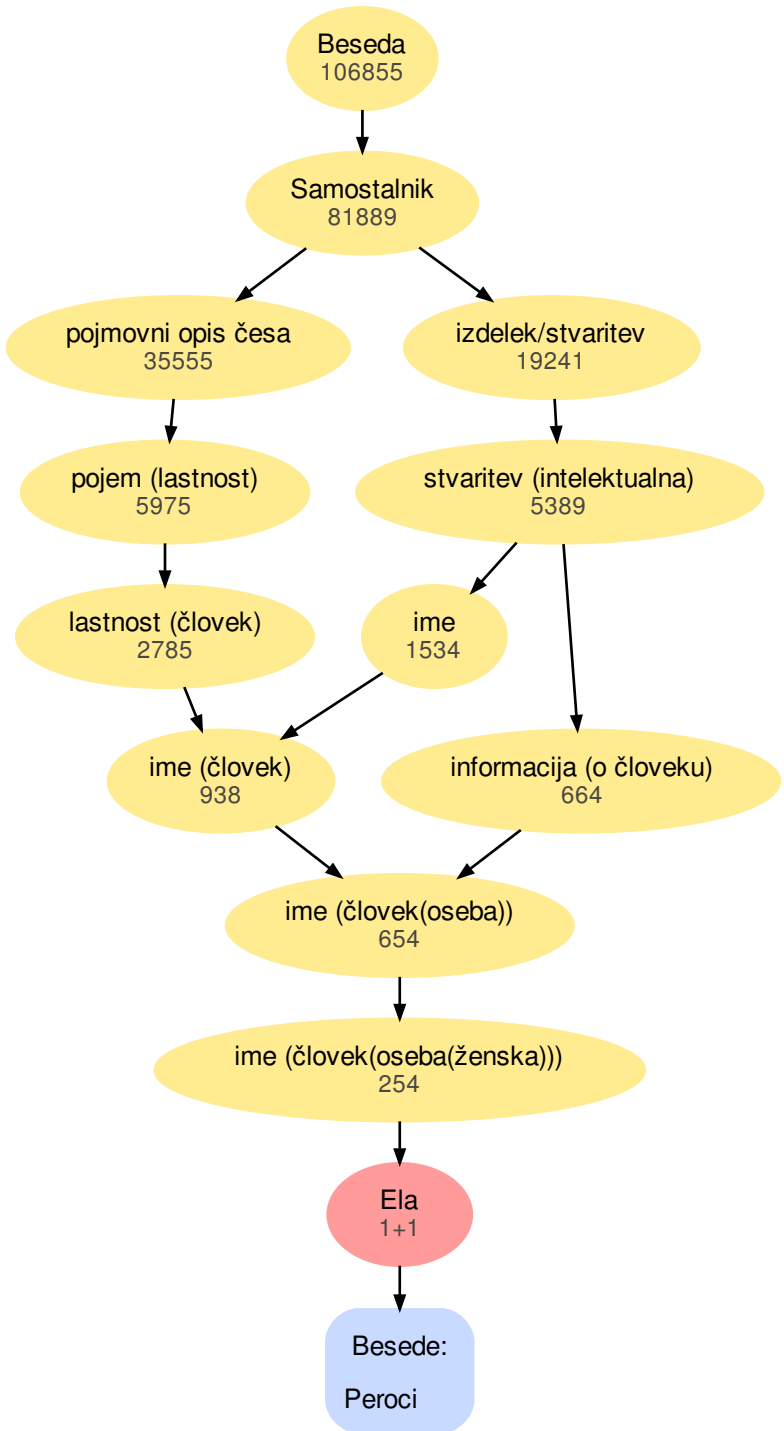 Beseda
106855
Samostalnik
81889
pojmovni opis česa
35555
izdelek/stvaritev
19241
pojem (lastnost)
5975
stvaritev (intelektualna)
5389
lastnost (človek)
2785
ime
1534
ime (človek)
938
informacija (o človeku)
664
ime (človek(oseba))
654
ime (človek(oseba(ženska)))
254
Ela
1+1
Besede:
Peroci